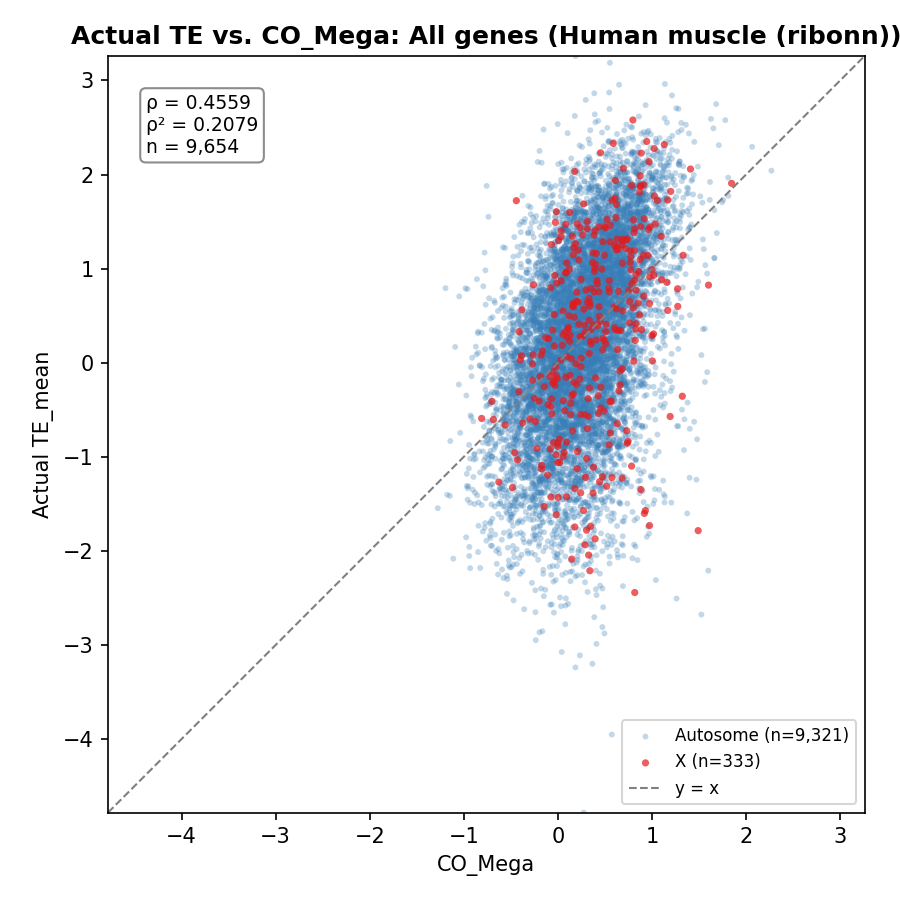 Actual TE vs. CO_Mega: All genes (Human muscle (ribonn))
ρ = 0.4559
ρ² = 0.2079
n = 9,654
3
2
1
0
−1
−2
−3
−4
Actual TE_mean
Autosome (n=9,321)
X (n=333)
y = x
−4
−3
−2
−1
0
1
2
3
CO_Mega